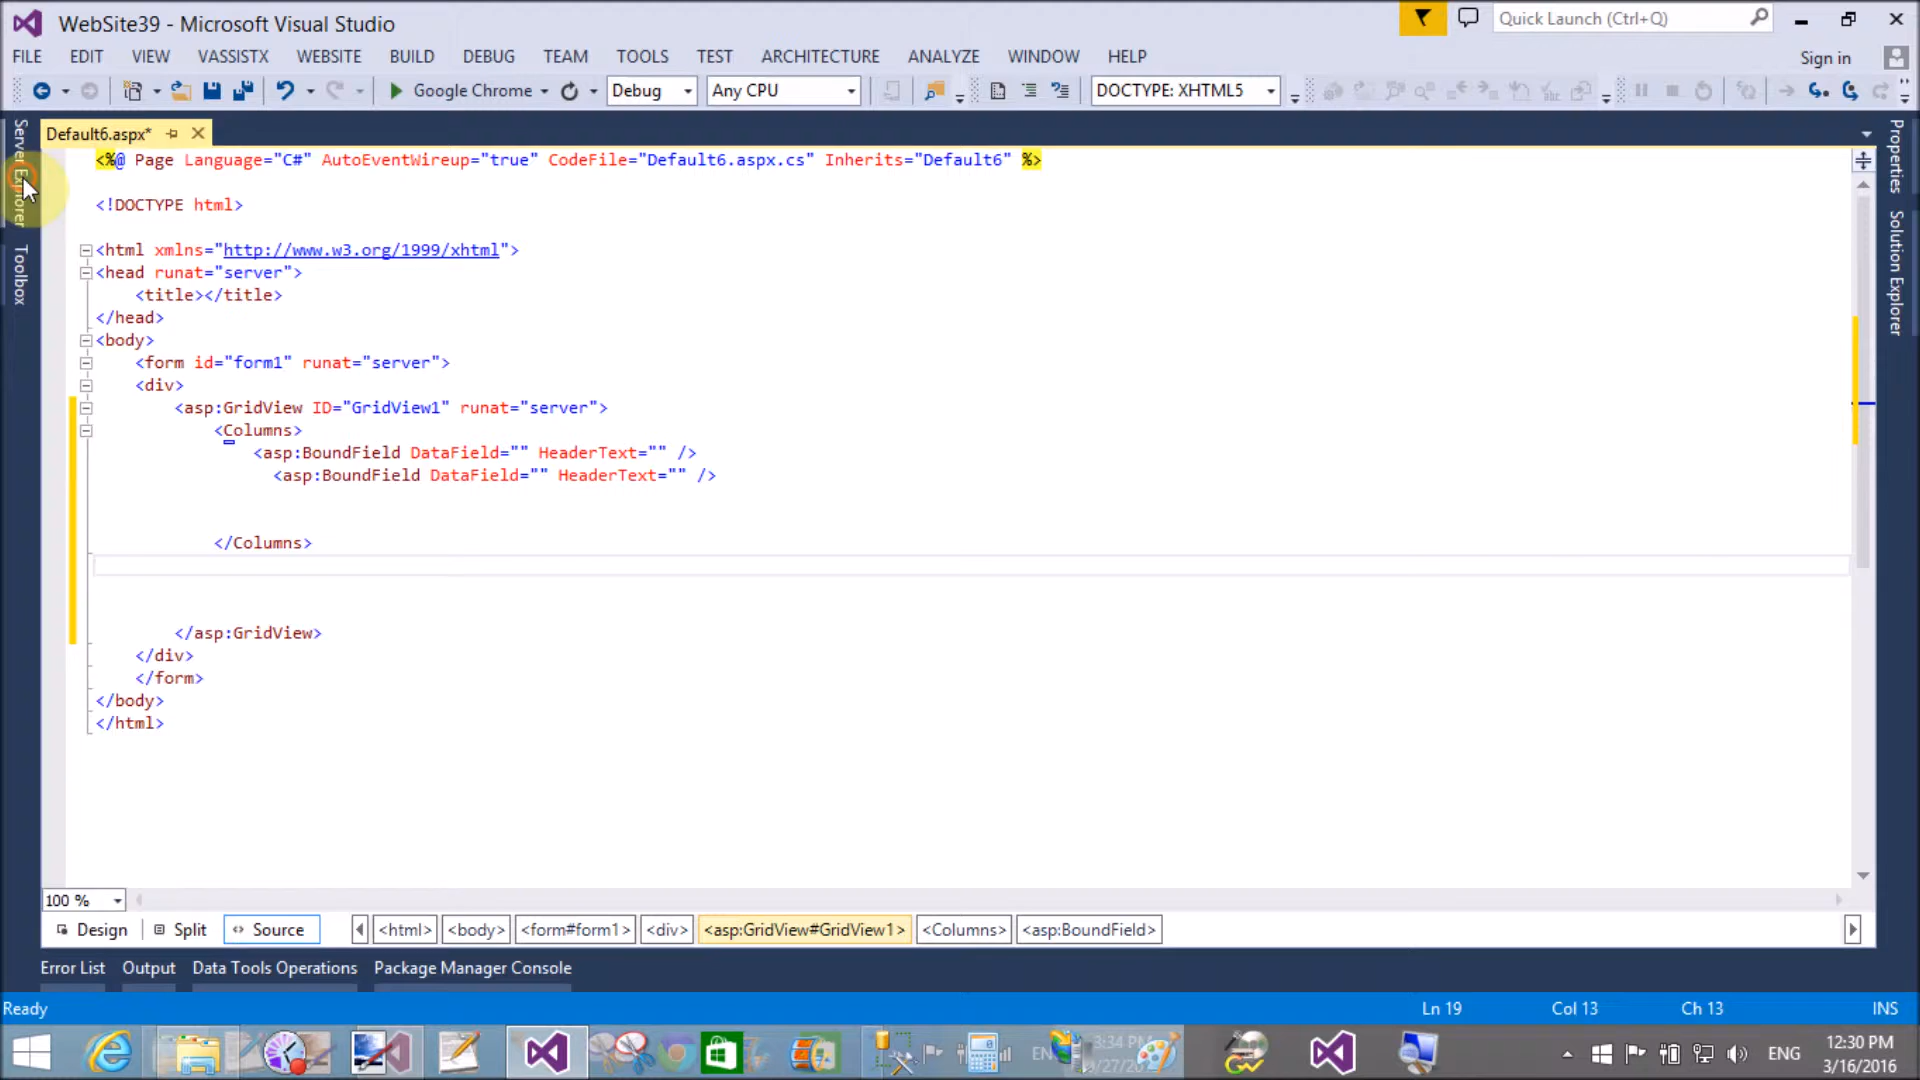 WebSite39 - Microsoft Visual Studio
Quick Launch (Ctrl+Q)
FILE EDIT VIEW VASSISTX WEBSITE BUILD DEBUG TEAM TOOLS TEST ARCHITECTURE ANALYZE WINDOW HELP
Sign in
Google Chrome Debug Any CPU DOCTYPE: XHTML5
Server Explorer
Toolbox
Properties
Solution Explorer
Default6.aspx*
<%@ Page Language="C#" AutoEventWireup="true" CodeFile="Default6.aspx.cs" Inherits="Default6" %>
<!DOCTYPE html>
<html xmlns="http://www.w3.org/1999/xhtml">
<head runat="server">
<title></title>
</head>
<body>
<form id="form1" runat="server">
<div>
<asp:GridView ID="GridView1" runat="server">
<Columns>
<asp:BoundField DataField="" HeaderText="" />
<asp:BoundField DataField="" HeaderText="" />
</Columns>
</asp:GridView>
</div>
</form>
</body>
</html>
100 %
Design Split Source <html> <body> <form#form1> <div> <asp:GridView#GridView1> <Columns> <asp:BoundField>
Error List Output Data Tools Operations Package Manager Console
Ready Ln 19 Col 13 Ch 13 INS
ENG
12:30 PM
3/16/2016